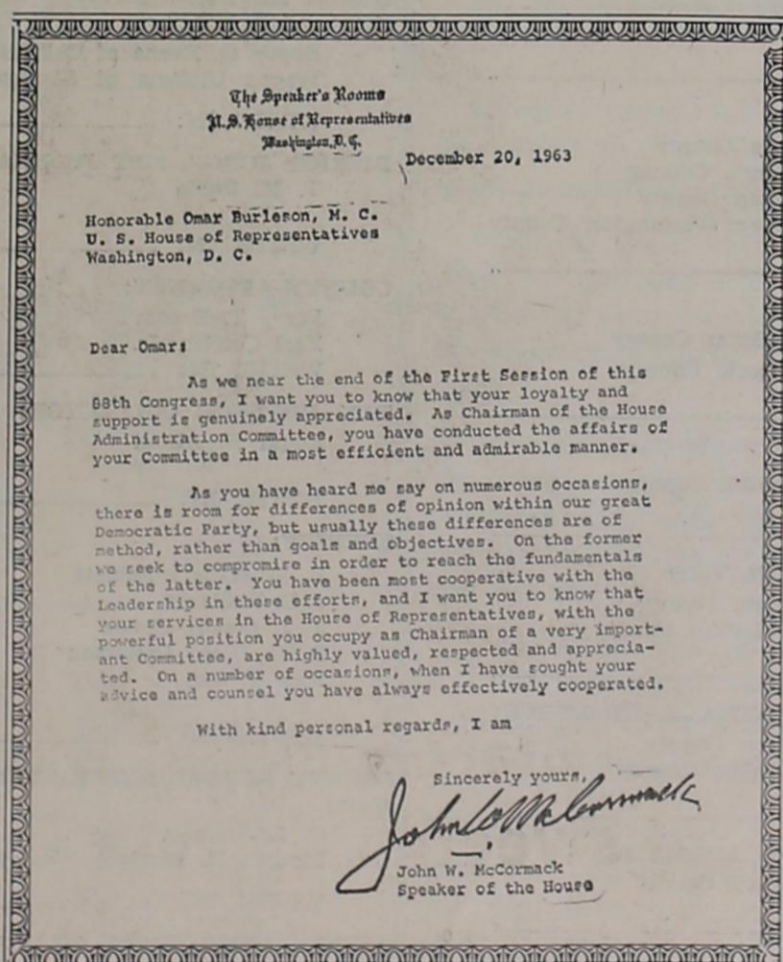 The Speaker's Rooms
U.S. House of Representatives
Washington, D. C.
December 20, 1963
Honorable Omar Burleson, M. C.
U. S. House of Representatives
Washington, D. C.
Dear Omar:
As we near the end of the First Session of this
88th Congress, I want you to know that your loyalty and
support is genuinely appreciated. As Chairman of the House
Administration Committee, you have conducted the affairs of
your Committee in a most efficient and admirable manner.
As you have heard me say on numerous occasions,
there is room for differences of opinion within our great
Democratic Party, but usually these differences are of
method, rather than goals and objectives. On the former
we seek to compromise in order to reach the fundamentals
of the latter. You have been most cooperative with the
Leadership in these efforts, and I want you to know that
your services in the House of Representatives, with the
powerful position you occupy as Chairman of a very import-
ant Committee, are highly valued, respected and apprecia-
ted. On a number of occasions, when I have sought your
advice and counsel you have always effectively cooperated.
With kind personal regards, I am
Sincerely yours,
John W. McCormack
John W. McCormack
Speaker of the House